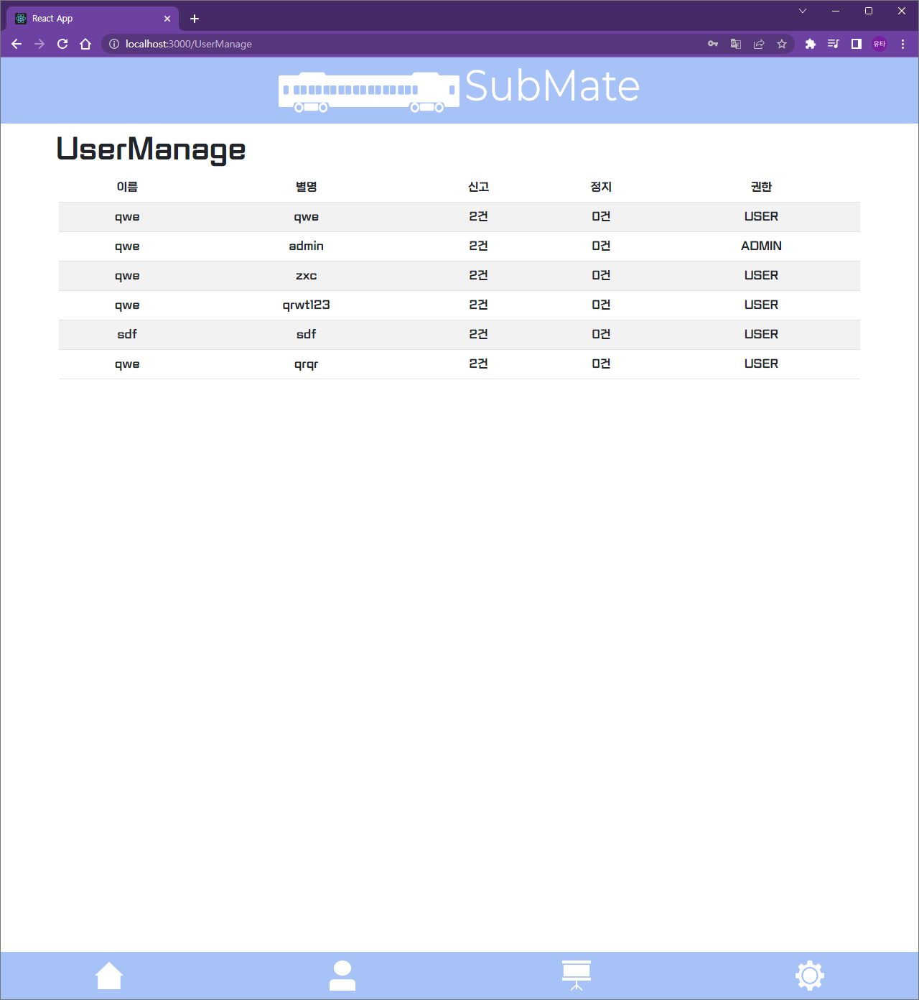 React App
localhost:3000/UserManage
유타
SubMate
UserManage
이름 별명 신고 정지 권한
qwe qwe 2건 0건 USER
qwe admin 2건 0건 ADMIN
qwe zxc 2건 0건 USER
qwe qrwt123 2건 0건 USER
sdf sdf 2건 0건 USER
qwe qrqr 2건 0건 USER